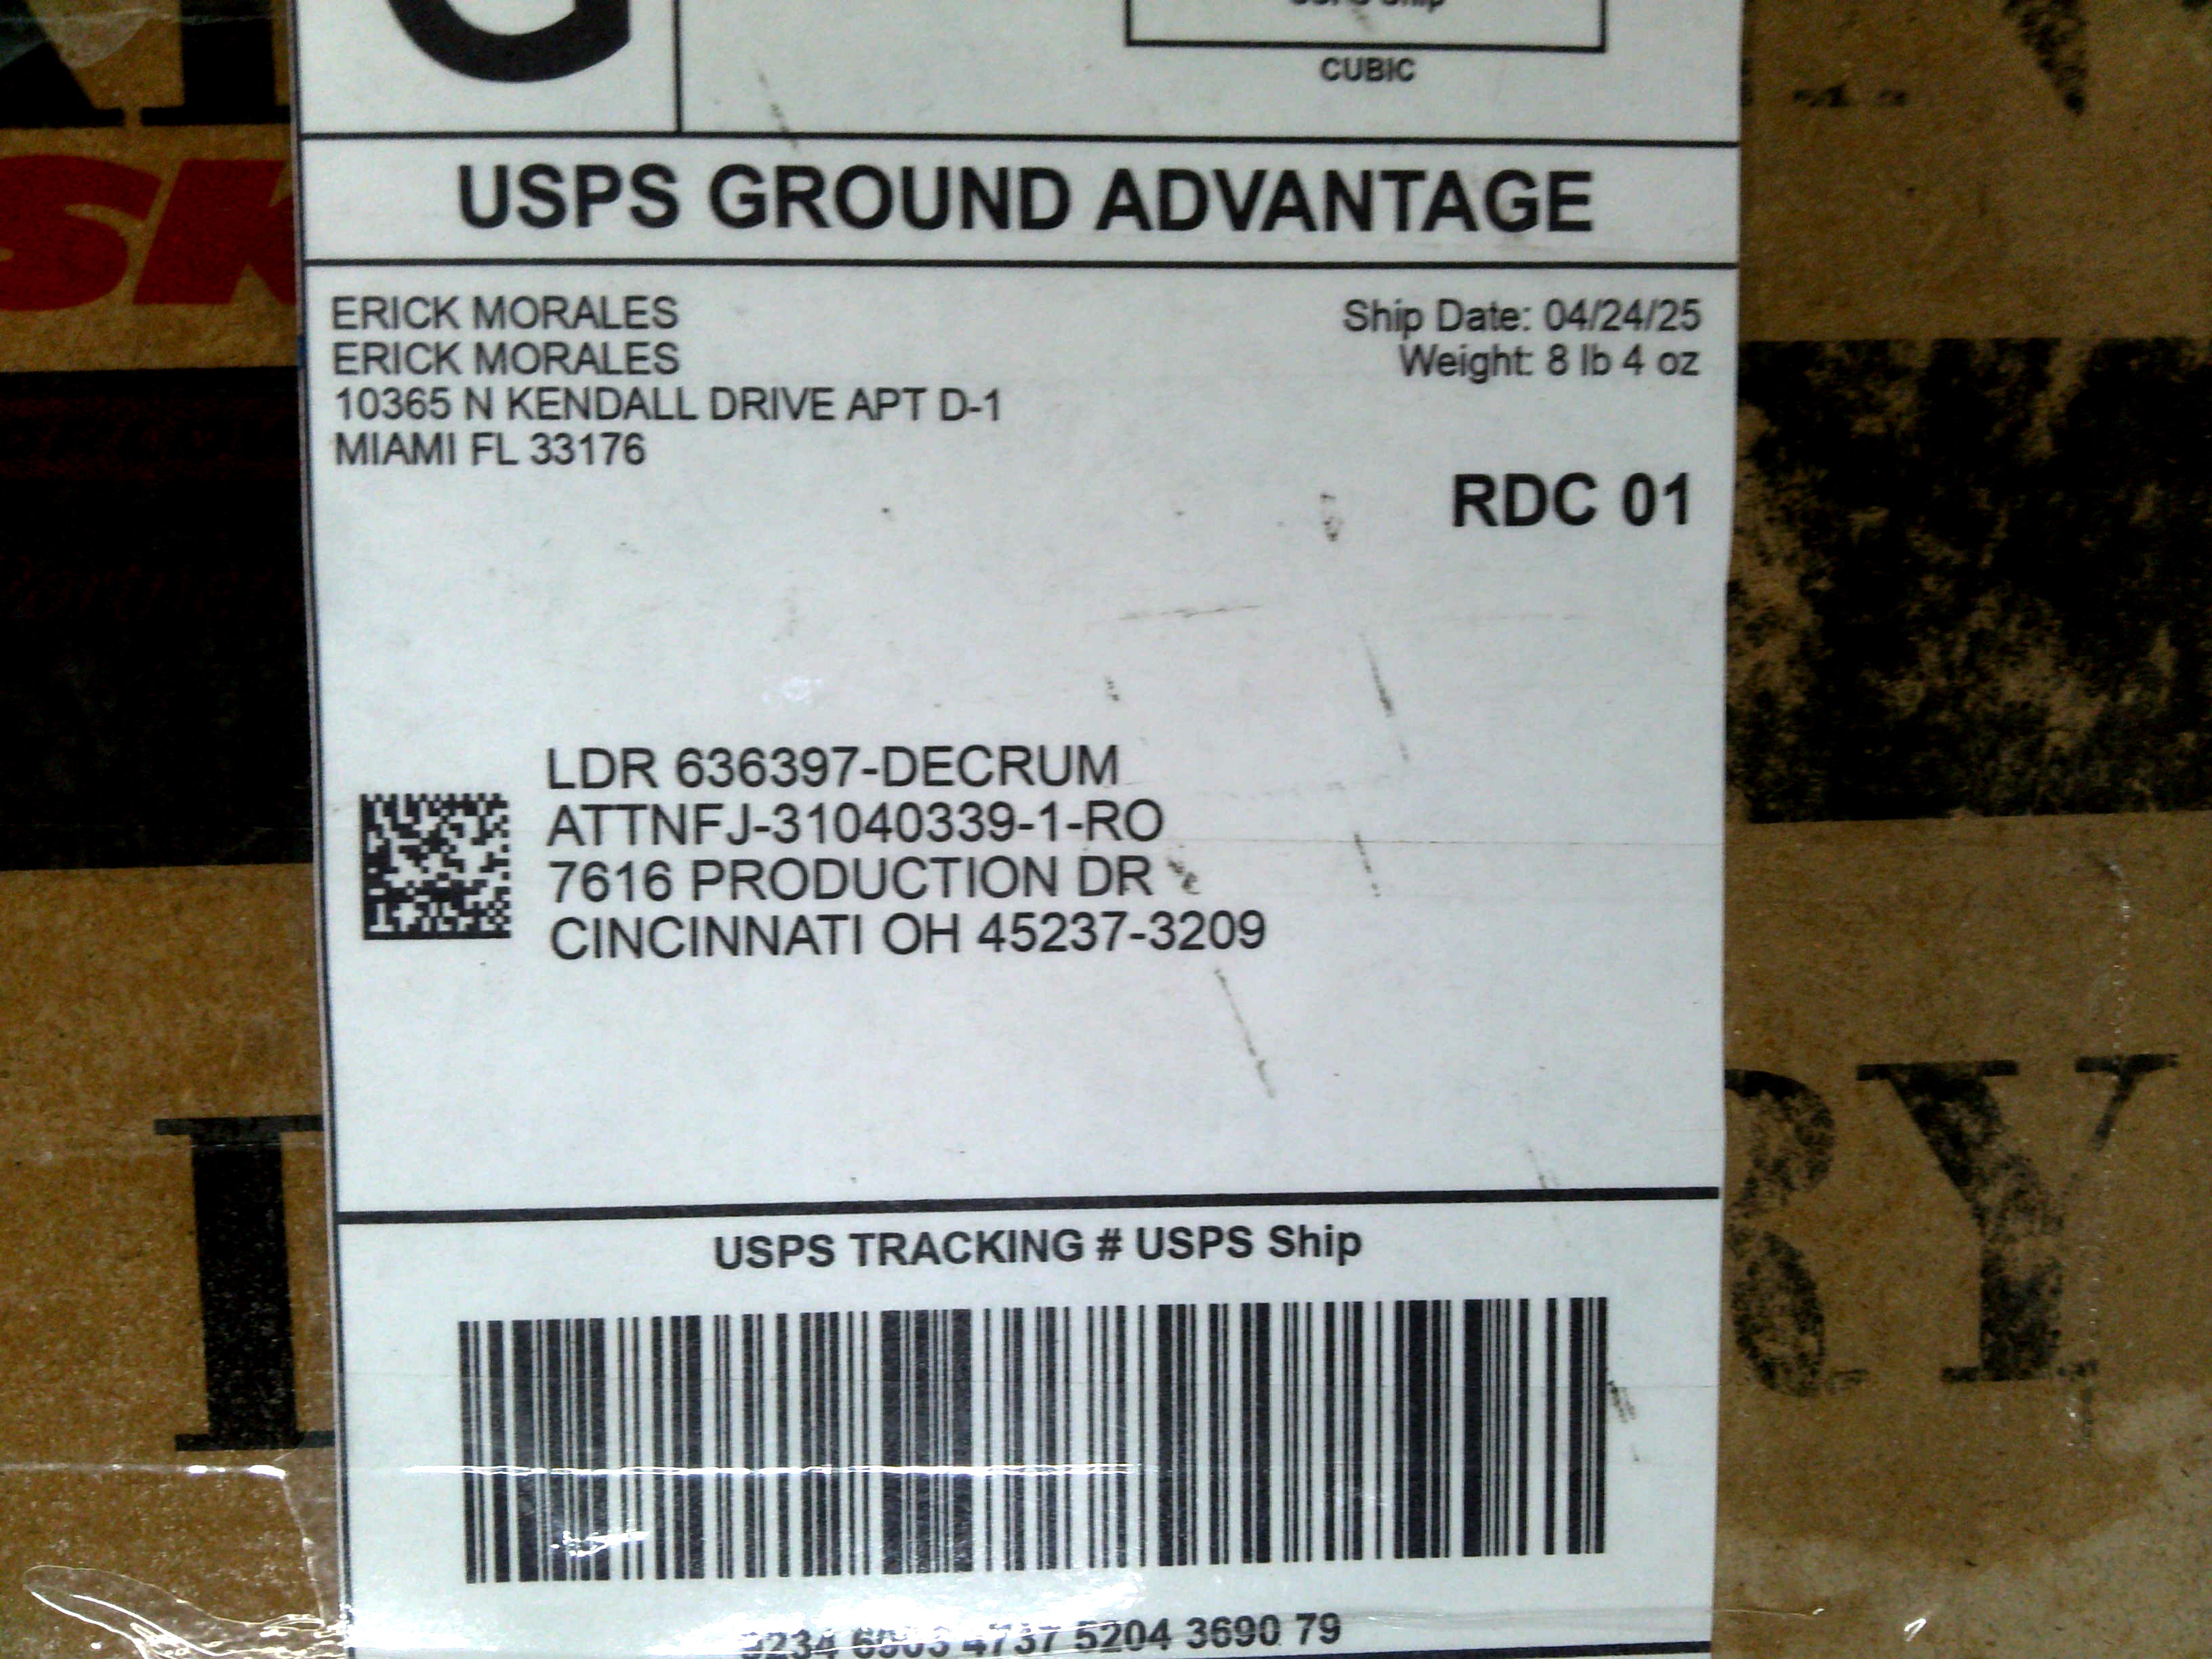 G
CUBIC
USPS GROUND ADVANTAGE
ERICK MORALES
ERICK MORALES
10365 N KENDALL DRIVE APT D-1
MIAMI FL 33176
Ship Date: 04/24/25
Weight: 8 lb 4 oz
RDC 01
LDR 636397-DECRUM
ATTNFJ-31040339-1-RO
7616 PRODUCTION DR
CINCINNATI OH 45237-3209
USPS TRACKING # USPS Ship
4737 5204 3690 79